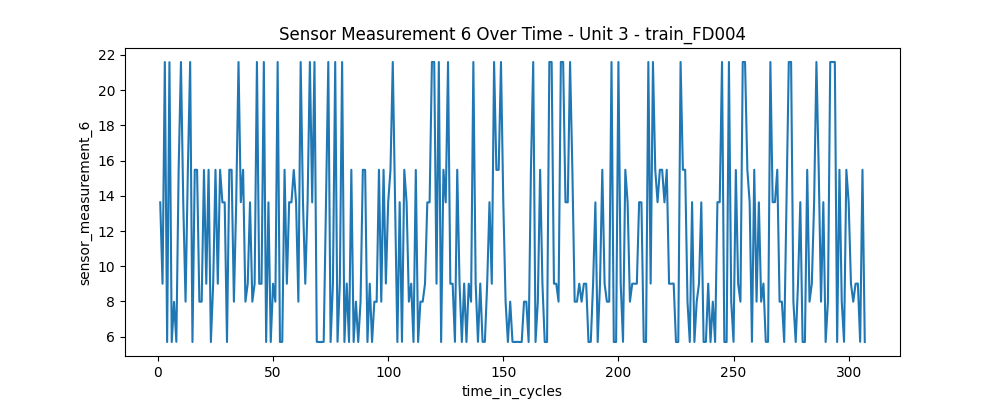 Sensor Measurement 6 Over Time - Unit 3 - train_FD004
sensor_measurement_6
22
20
18
16
14
12
10
8
6
0 50 100 150 200 250 300
time_in_cycles